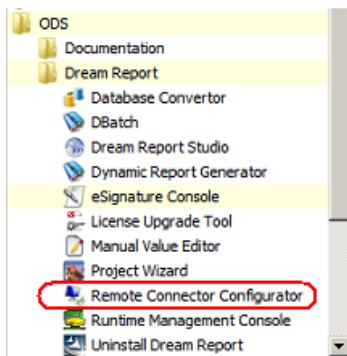 ODS
Documentation
Dream Report
Database Convertor
DBatch
Dream Report Studio
Dynamic Report Generator
eSignature Console
License Upgrade Tool
Manual Value Editor
Project Wizard
Remote Connector Configurator
Runtime Management Console
Uninstall Dream Report